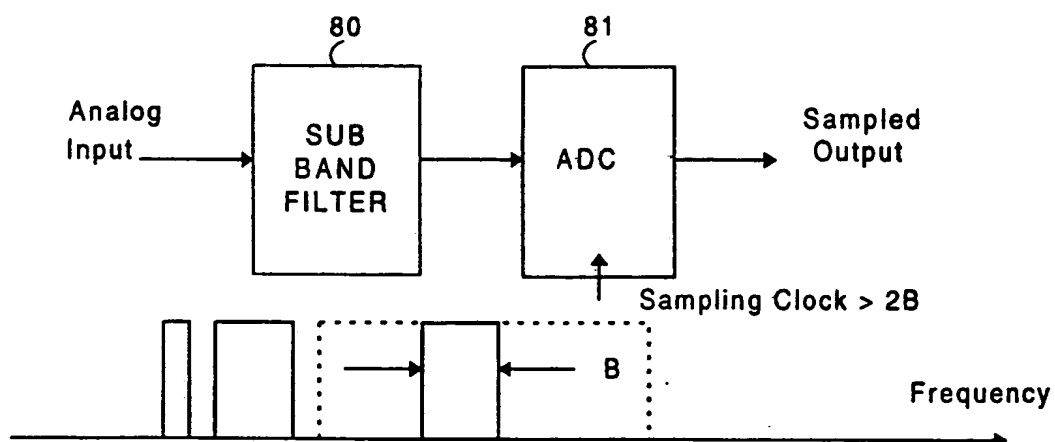 80
81
Analog
Input
SUB
BAND
FILTER
ADC
Sampled
Output
Sampling Clock > 2B
B
Frequency